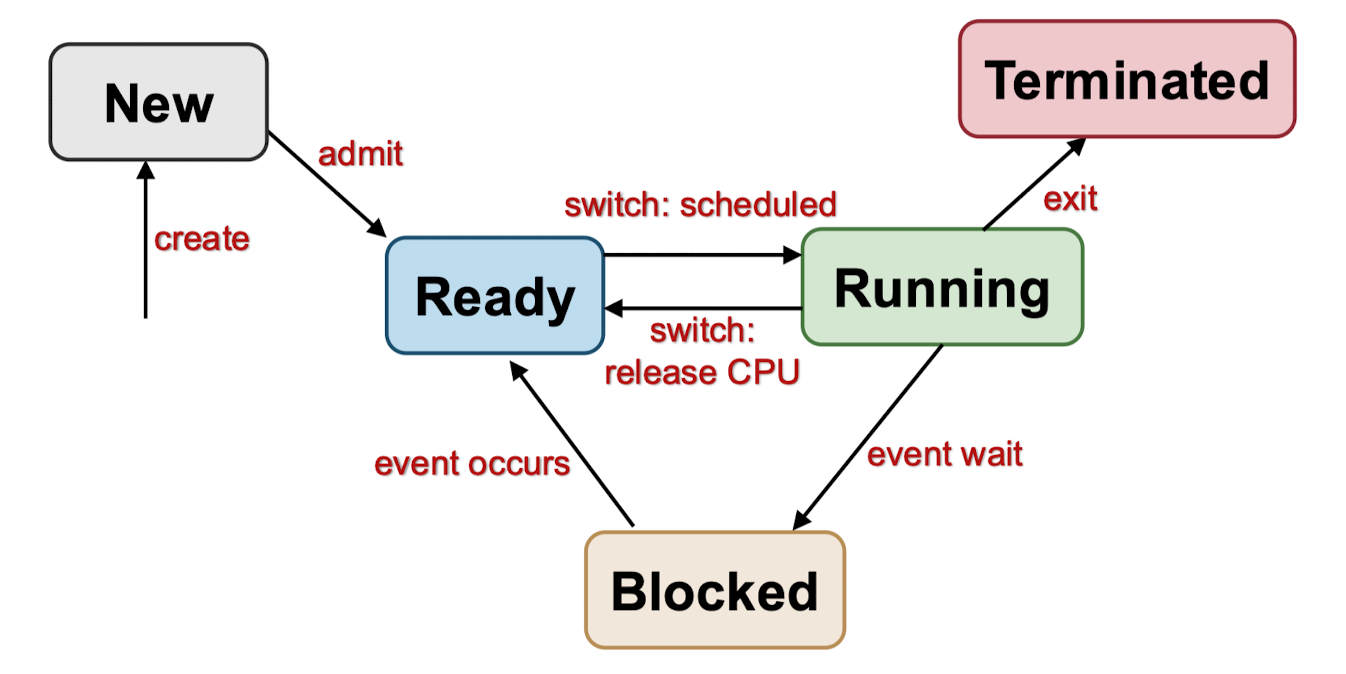 New
Terminated
admit
create
switch: scheduled
exit
Ready
Running
switch:
release CPU
event occurs
event wait
Blocked